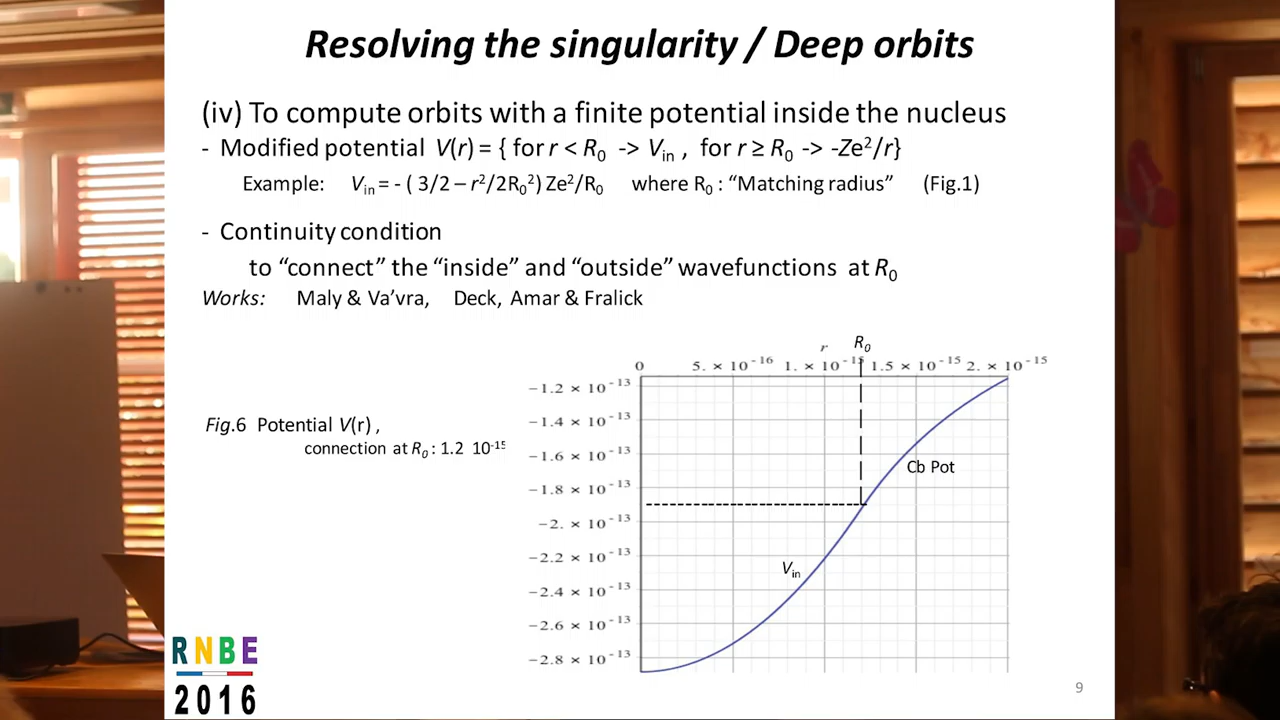 Resolving the singularity / Deep orbits
(iv) To compute orbits with a finite potential inside the nucleus
- Modified potential V(r) = { for r < R₀ -> Vᵢₙ , for r ≥ R₀ -> -Ze²/r}
Example: Vᵢₙ = - ( 3/2 – r²/2R₀²) Ze²/R₀ where R₀ : “Matching radius” (Fig.1)
- Continuity condition
to “connect” the “inside” and “outside” wavefunctions at R₀
Works: Maly & Va’vra, Deck, Amar & Fralick
r R₀
0 5. × 10⁻¹⁶ 1. × 10⁻¹⁵ 1.5 × 10⁻¹⁵ 2. × 10⁻¹⁵
−1.2 × 10⁻¹³
−1.4 × 10⁻¹³
−1.6 × 10⁻¹³
−1.8 × 10⁻¹³
−2. × 10⁻¹³
−2.2 × 10⁻¹³
−2.4 × 10⁻¹³
−2.6 × 10⁻¹³
−2.8 × 10⁻¹³
Cb Pot
Vᵢₙ
Fig.6 Potential V(r) ,
connection at R₀ : 1.2 10⁻¹⁵
RNBE
2016
9